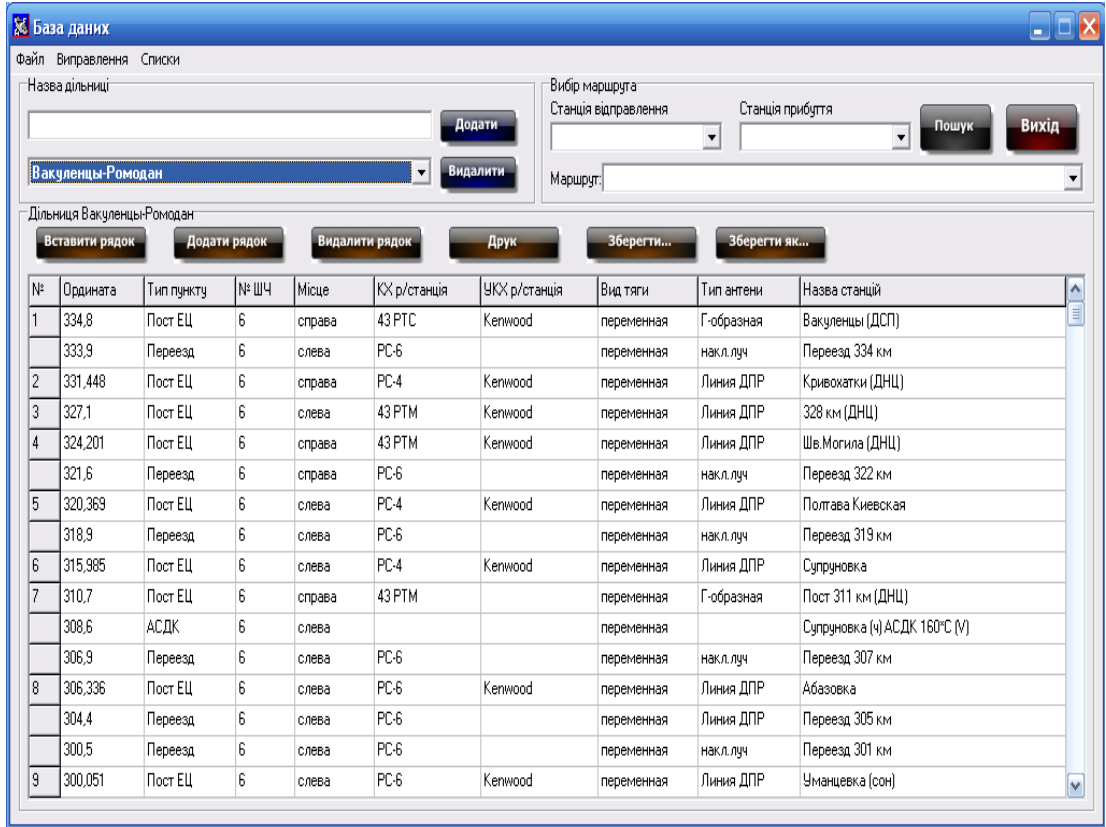 База даних
Файл Виправлення Списки
Назва дільниці
Додати
Вакуленцы-Ромодан
Видалити
Вибір маршрута
Станція відправлення Станція прибуття
Пошук Вихід
Маршрут:
Дільниця Вакуленцы-Ромодан
Вставити рядок Додати рядок Видалити рядок Друк Зберегти... Зберегти як...
№ Ордината Тип пункту № ШЧ Місце КХ р/станція УКХ р/станція Вид тяги Тип антени Назва станцій
1 334,8 Пост ЕЦ 6 справа 43 РТС Kenwood переменная Г-образная Вакуленцы (ДСП)
333,9 Переезд 6 слева РС-6 переменная накл.луч Переезд 334 км
2 331,448 Пост ЕЦ 6 справа РС-4 Kenwood переменная Линия ДПР Кривохатки (ДНЦ)
3 327,1 Пост ЕЦ 6 слева 43 РТМ Kenwood переменная Линия ДПР 328 км (ДНЦ)
4 324,201 Пост ЕЦ 6 справа 43 РТМ Kenwood переменная Линия ДПР Шв.Могила (ДНЦ)
321,6 Переезд 6 справа РС-6 переменная накл.луч Переезд 322 км
5 320,369 Пост ЕЦ 6 слева РС-4 Kenwood переменная Линия ДПР Полтава Киевская
318,9 Переезд 6 слева РС-6 переменная накл.луч Переезд 319 км
6 315,985 Пост ЕЦ 6 слева РС-4 Kenwood переменная Линия ДПР Супруновка
7 310,7 Пост ЕЦ 6 справа 43 РТМ переменная Г-образная Пост 311 км (ДНЦ)
308,6 АСДК 6 слева переменная Супруновка (ч) АСДК 160*С (V)
306,9 Переезд 6 слева РС-6 переменная накл.луч Переезд 307 км
8 306,336 Пост ЕЦ 6 слева РС-6 Kenwood переменная Линия ДПР Абазовка
304,4 Переезд 6 слева РС-6 переменная Линия ДПР Переезд 305 км
300,5 Переезд 6 слева РС-6 переменная накл.луч Переезд 301 км
9 300,051 Пост ЕЦ 6 слева РС-6 Kenwood переменная Линия ДПР Уманцевка (сон)